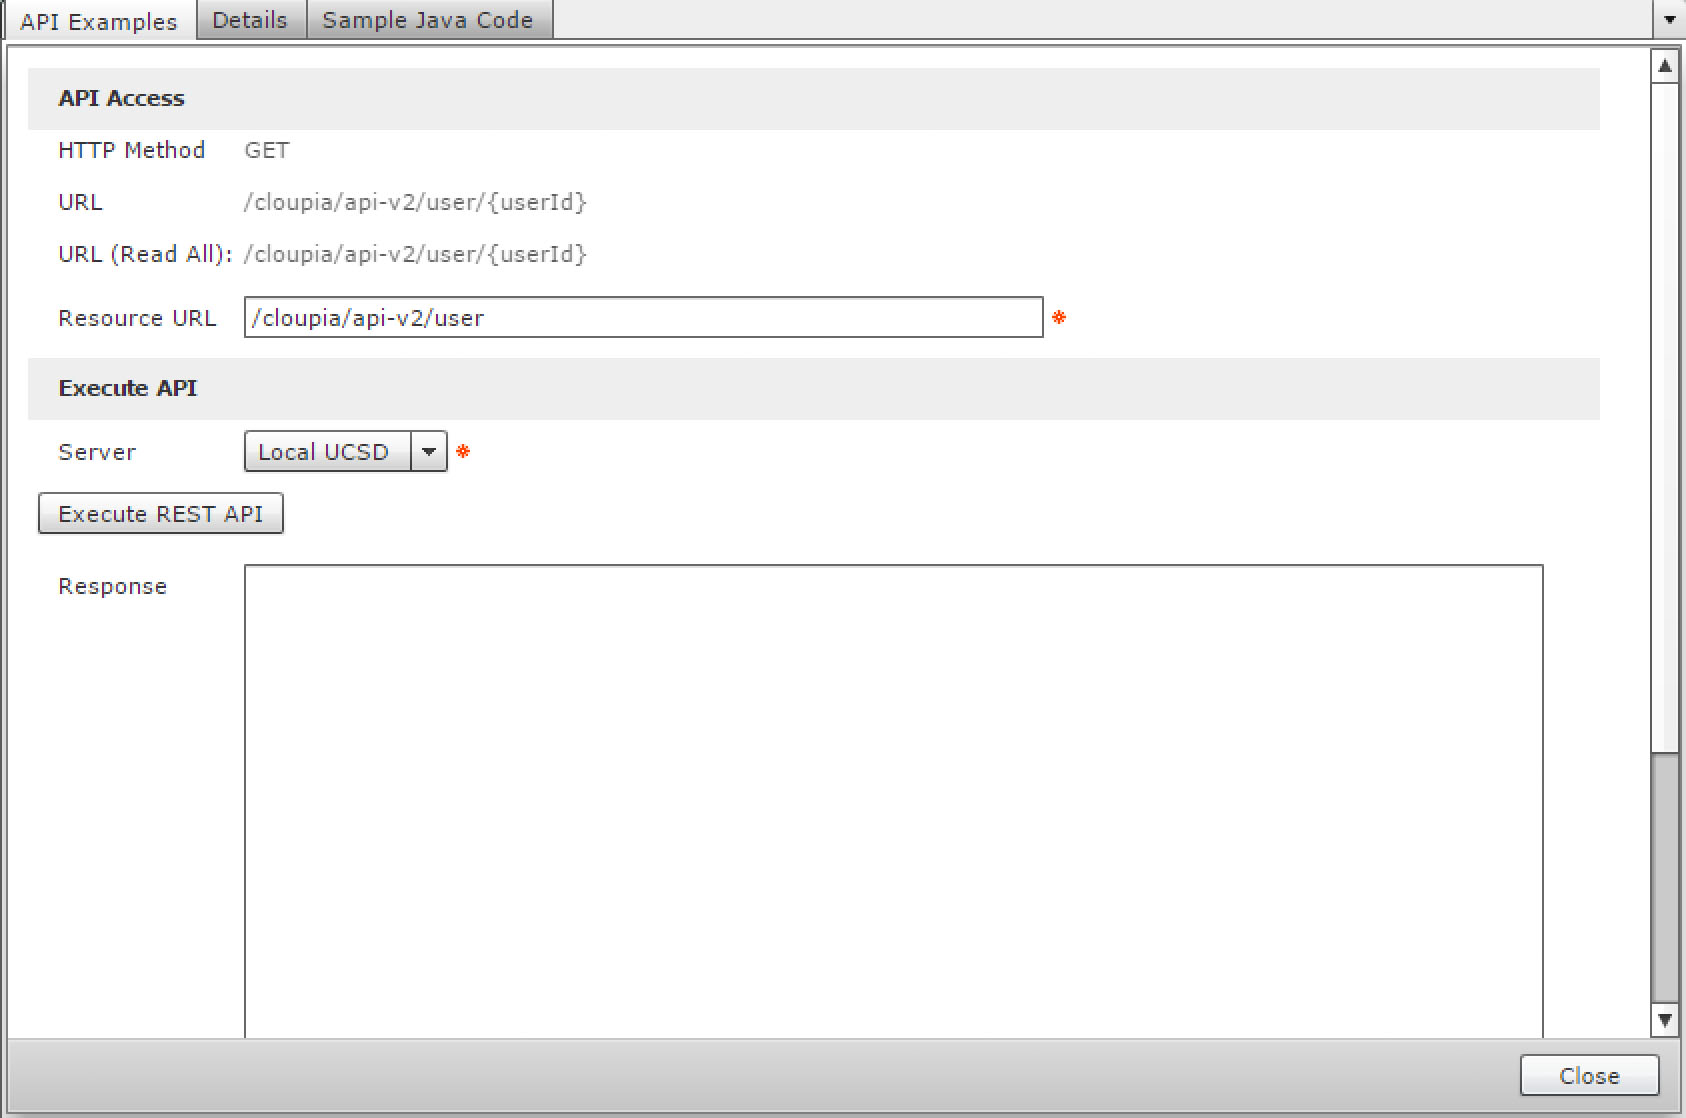 API Examples Details Sample Java Code
API Access
HTTP Method GET
URL /cloupia/api-v2/user/{userId}
URL (Read All): /cloupia/api-v2/user/{userId}
Resource URL /cloupia/api-v2/user *
Execute API
Server Local UCSD *
Execute REST API
Response
Close